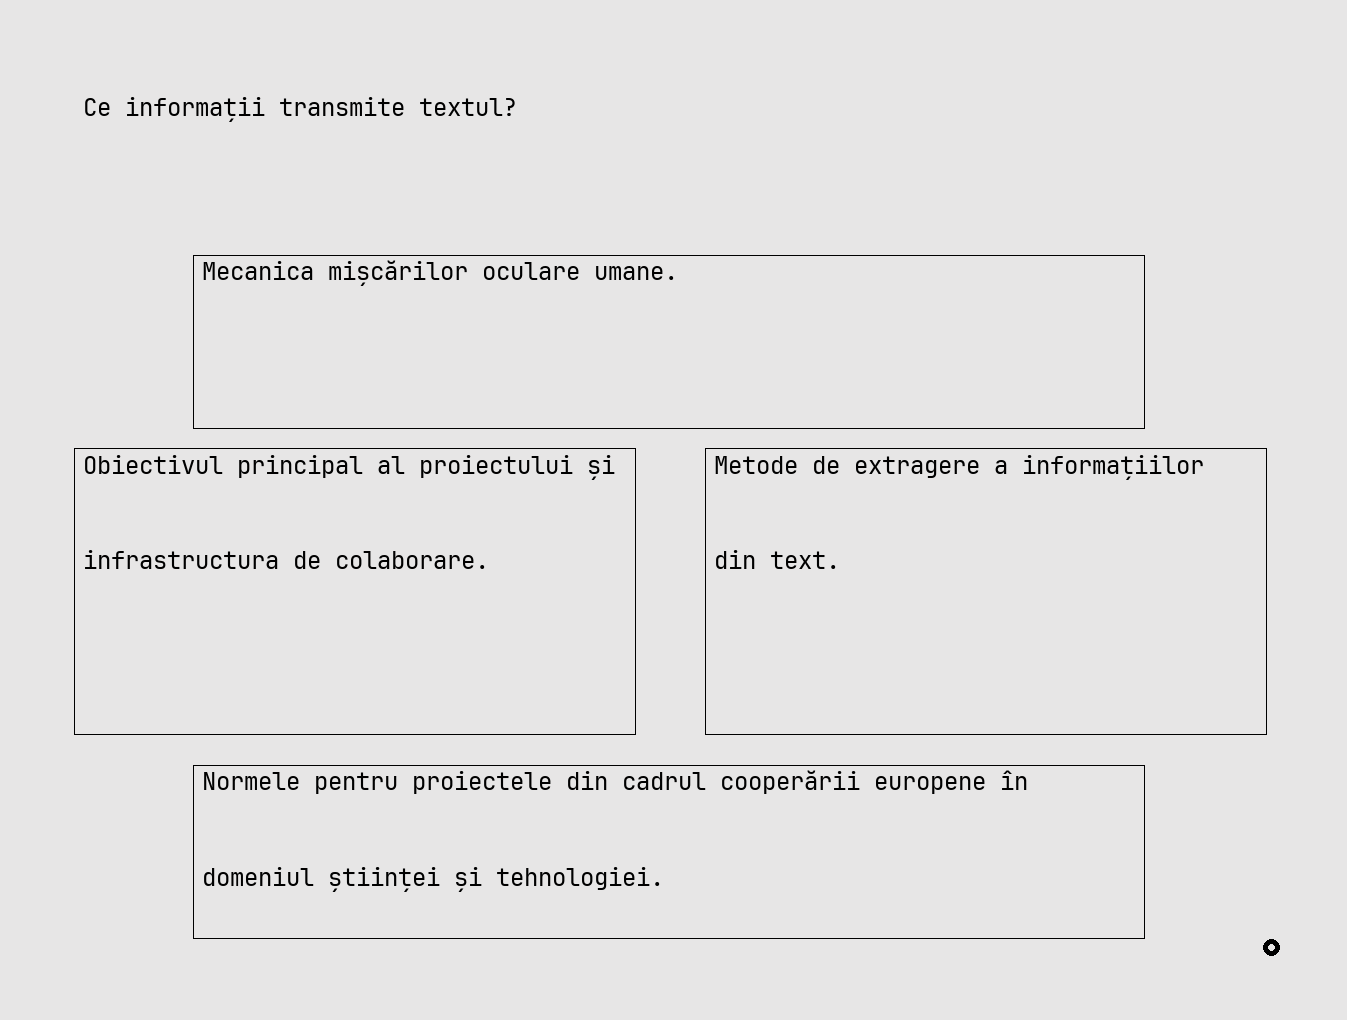 Ce informații transmite textul?
Mecanica mișcărilor oculare umane.
Obiectivul principal al proiectului și
infrastructura de colaborare.
Metode de extragere a informațiilor
din text.
Normele pentru proiectele din cadrul cooperării europene în
domeniul științei și tehnologiei.